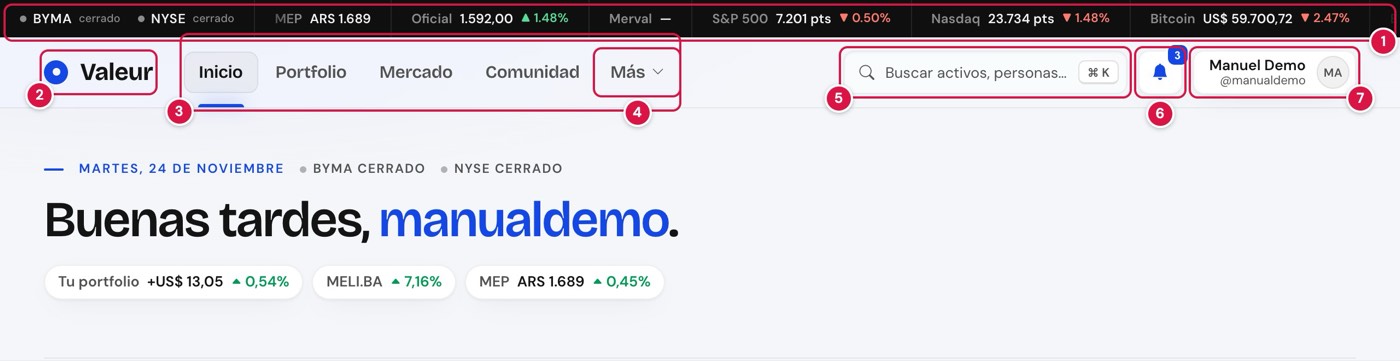 BYMA cerrado NYSE cerrado MEP ARS 1.689 Oficial 1.592,00 ▲ 1.48% Merval — S&P 500 7.201 pts ▼ 0.50% Nasdaq 23.734 pts ▼ 1.48% Bitcoin US$ 59.700,72 ▼ 2.47%
1
Valeur Inicio Portfolio Mercado Comunidad Más Buscar activos, personas... ⌘ K 3 Manuel Demo MA
@manualdemo
2 3 4 5 6 7
— MARTES, 24 DE NOVIEMBRE BYMA CERRADO NYSE CERRADO
Buenas tardes, manualdemo.
Tu portfolio +US$ 13,05 ▲ 0,54% MELI.BA ▲ 7,16% MEP ARS 1.689 ▲ 0,45%